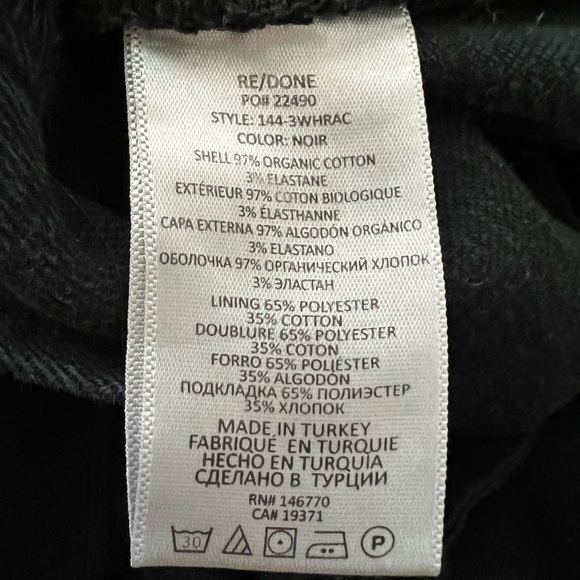 RE/DONE
PO# 22490
STYLE: 144-3WHRAC
COLOR: NOIR
SHELL 97% ORGANIC COTTON
3% ELASTANE
EXTÉRIEUR 97% COTON BIOLOGIQUE
3% ÉLASTHANNE
CAPA EXTERNA 97% ALGODÓN ORGÁNICO
3% ELASTANO
ОБОЛОЧКА 97% ОРГАНИЧЕСКИЙ ХЛОПОК
3% ЭЛАСТАН
LINING 65% POLYESTER
35% COTTON
DOUBLURE 65% POLYESTER
35% COTON
FORRO 65% POLIÉSTER
35% ALGODÓN
ПОДКЛАДКА 65% ПОЛИЭСТЕР
35% ХЛОПОК
MADE IN TURKEY
FABRIQUÉ EN TURQUIE
HECHO EN TURQUÍA
СДЕЛАНО В ТУРЦИИ
RN# 146770
CA# 19371
30 P